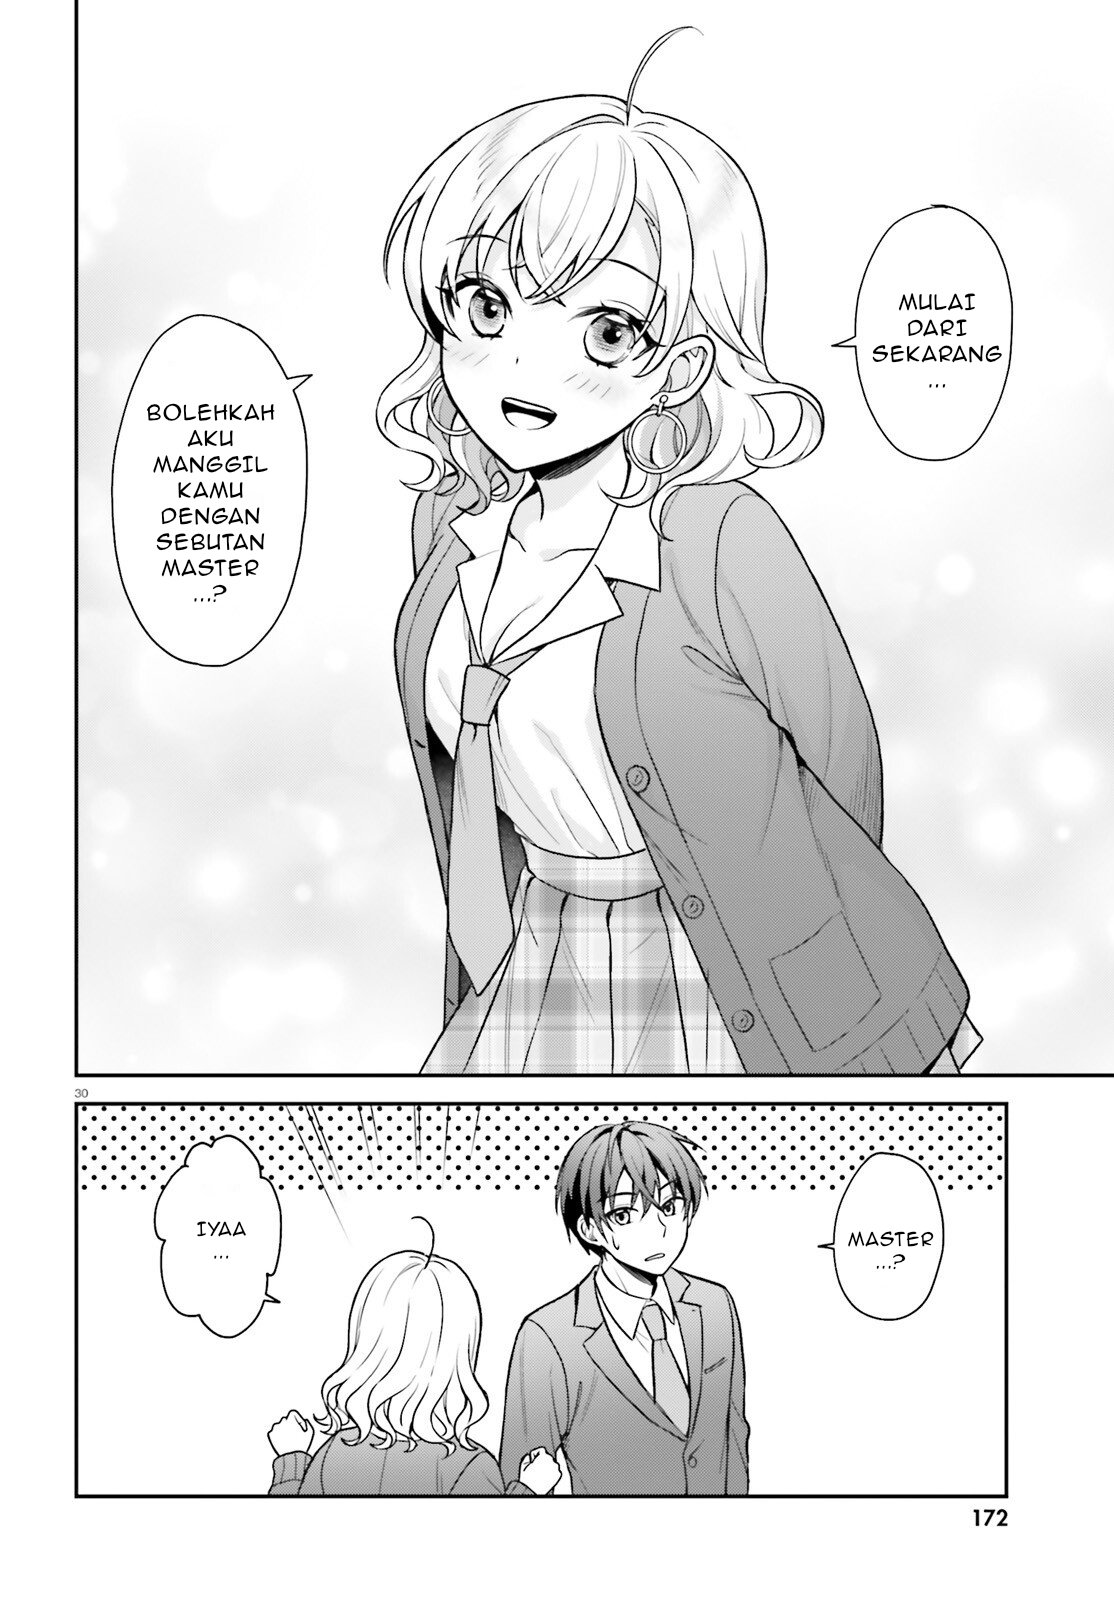 MULAI
DARI
SEKARANG
...
BOLEHKAH
AKU
MANGGIL
KAMU
DENGAN
SEBUTAN
MASTER
...?
30
MASTER
...?
IYAA
...
172